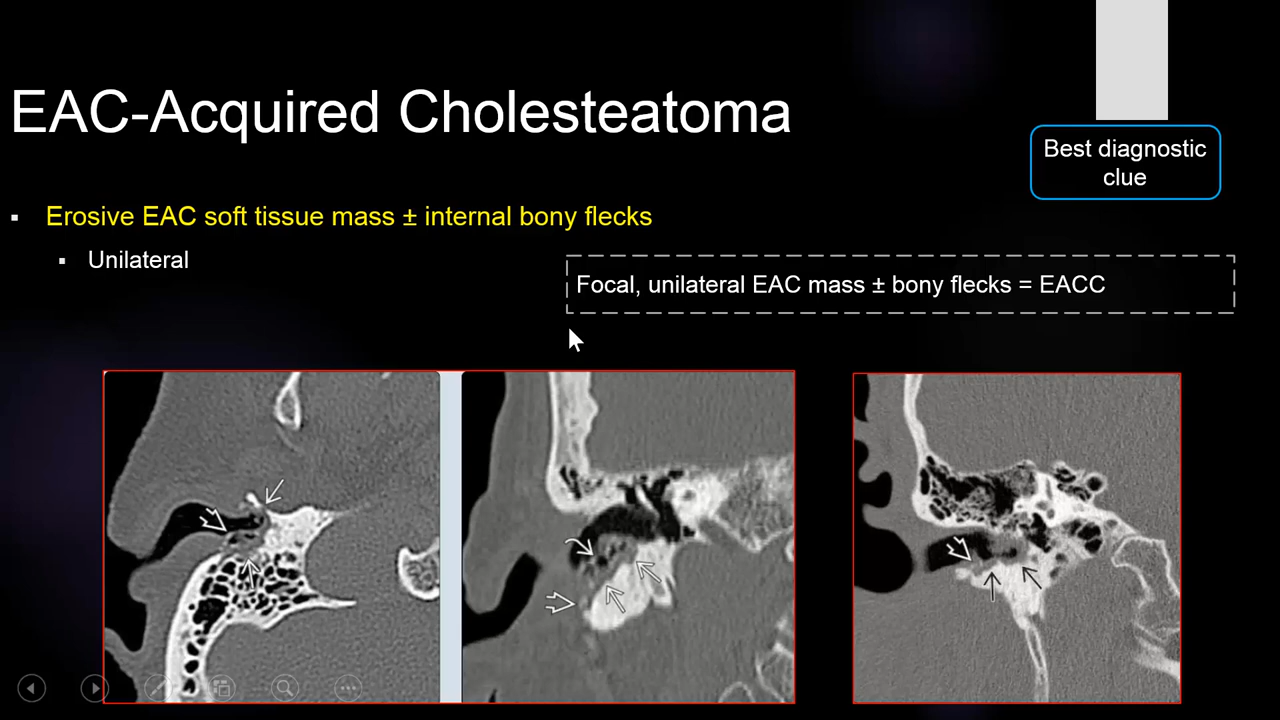 EAC-Acquired Cholesteatoma
Best diagnostic
clue
▪ Erosive EAC soft tissue mass ± internal bony flecks
▪ Unilateral
Focal, unilateral EAC mass ± bony flecks = EACC